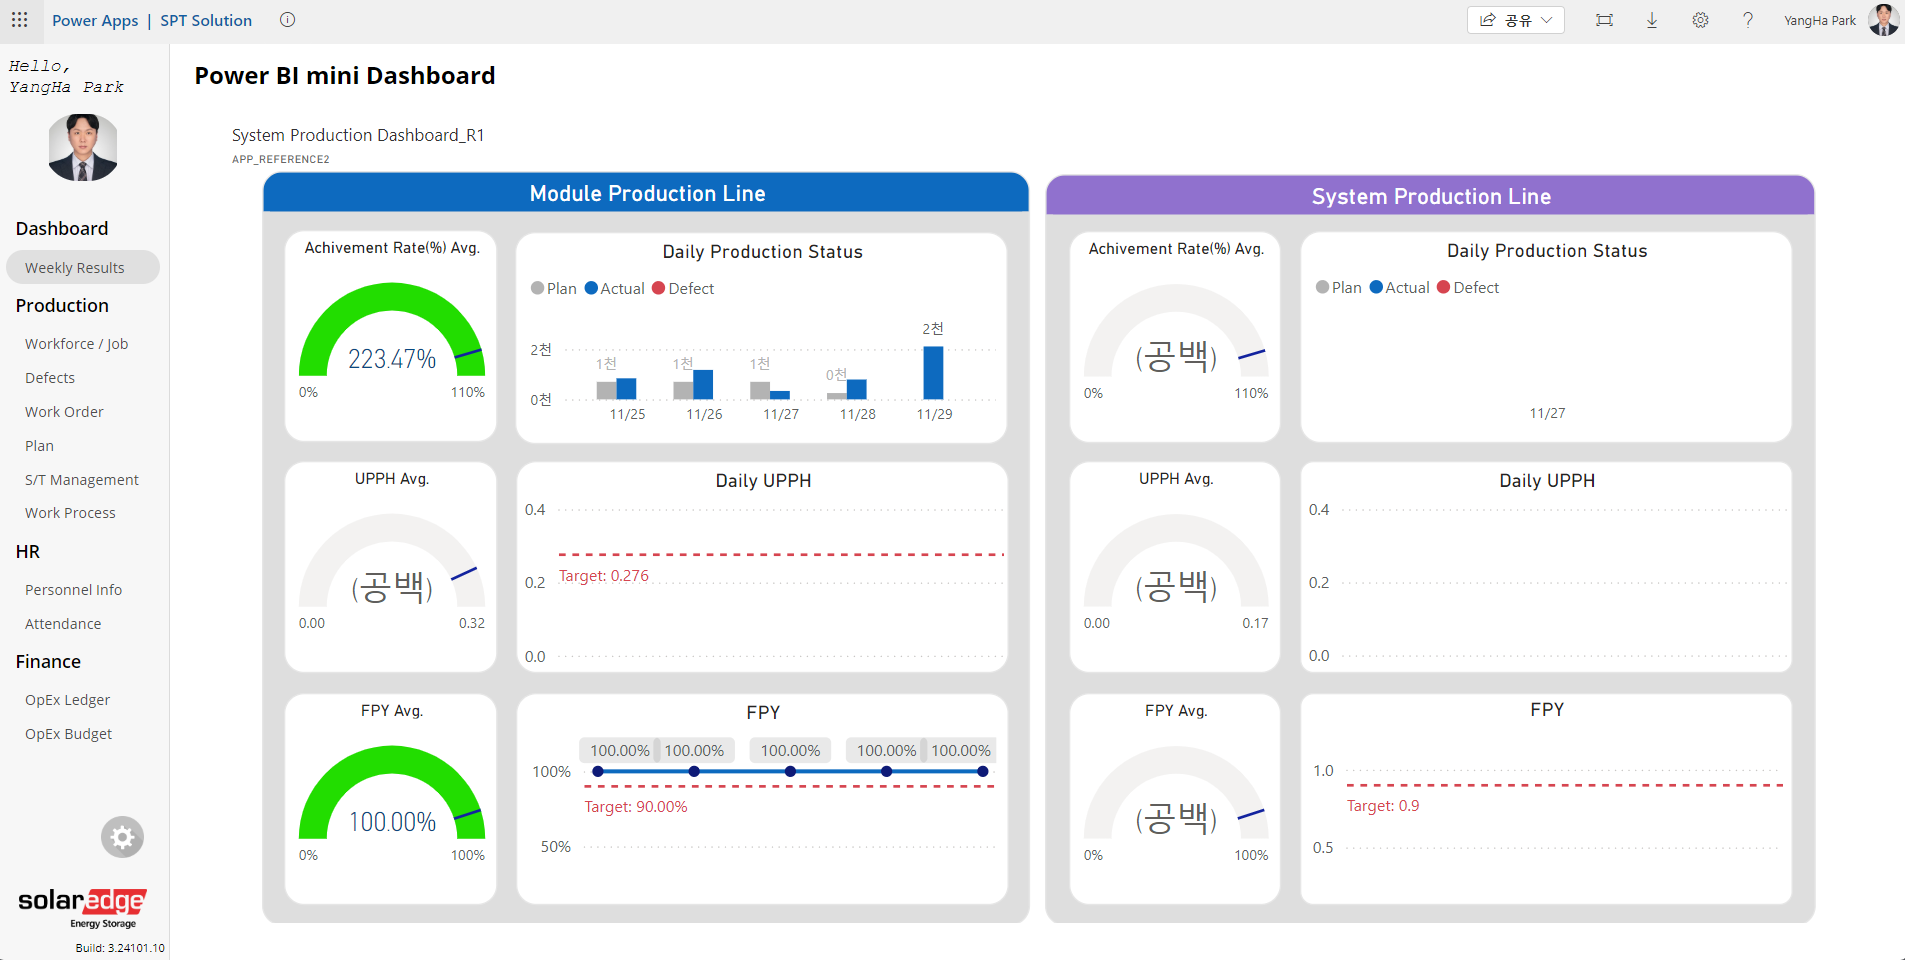 Power Apps | SPT Solution
공유
YangHa Park
Hello,
YangHa Park
Dashboard
Weekly Results
Production
Workforce / Job
Defects
Work Order
Plan
S/T Management
Work Process
HR
Personnel Info
Attendance
Finance
OpEx Ledger
OpEx Budget
solaredge
Energy Storage
Build: 3.24101.10
Power BI mini Dashboard
System Production Dashboard_R1
APP_REFERENCE2
Module Production Line
Achivement Rate(%) Avg.
223.47%
0% 110%
Daily Production Status
Plan Actual Defect
2천
0천
1천 1천 1천 0천 2천
11/25 11/26 11/27 11/28 11/29
UPPH Avg.
(공백)
0.00 0.32
Daily UPPH
0.4
0.2
0.0
Target: 0.276
FPY Avg.
100.00%
0% 100%
FPY
100.00% 100.00% 100.00% 100.00% 100.00%
100%
Target: 90.00%
50%
System Production Line
Achivement Rate(%) Avg.
(공백)
0% 110%
Daily Production Status
Plan Actual Defect
11/27
UPPH Avg.
(공백)
0.00 0.17
Daily UPPH
0.4
0.2
0.0
FPY Avg.
(공백)
0% 100%
FPY
1.0
Target: 0.9
0.5